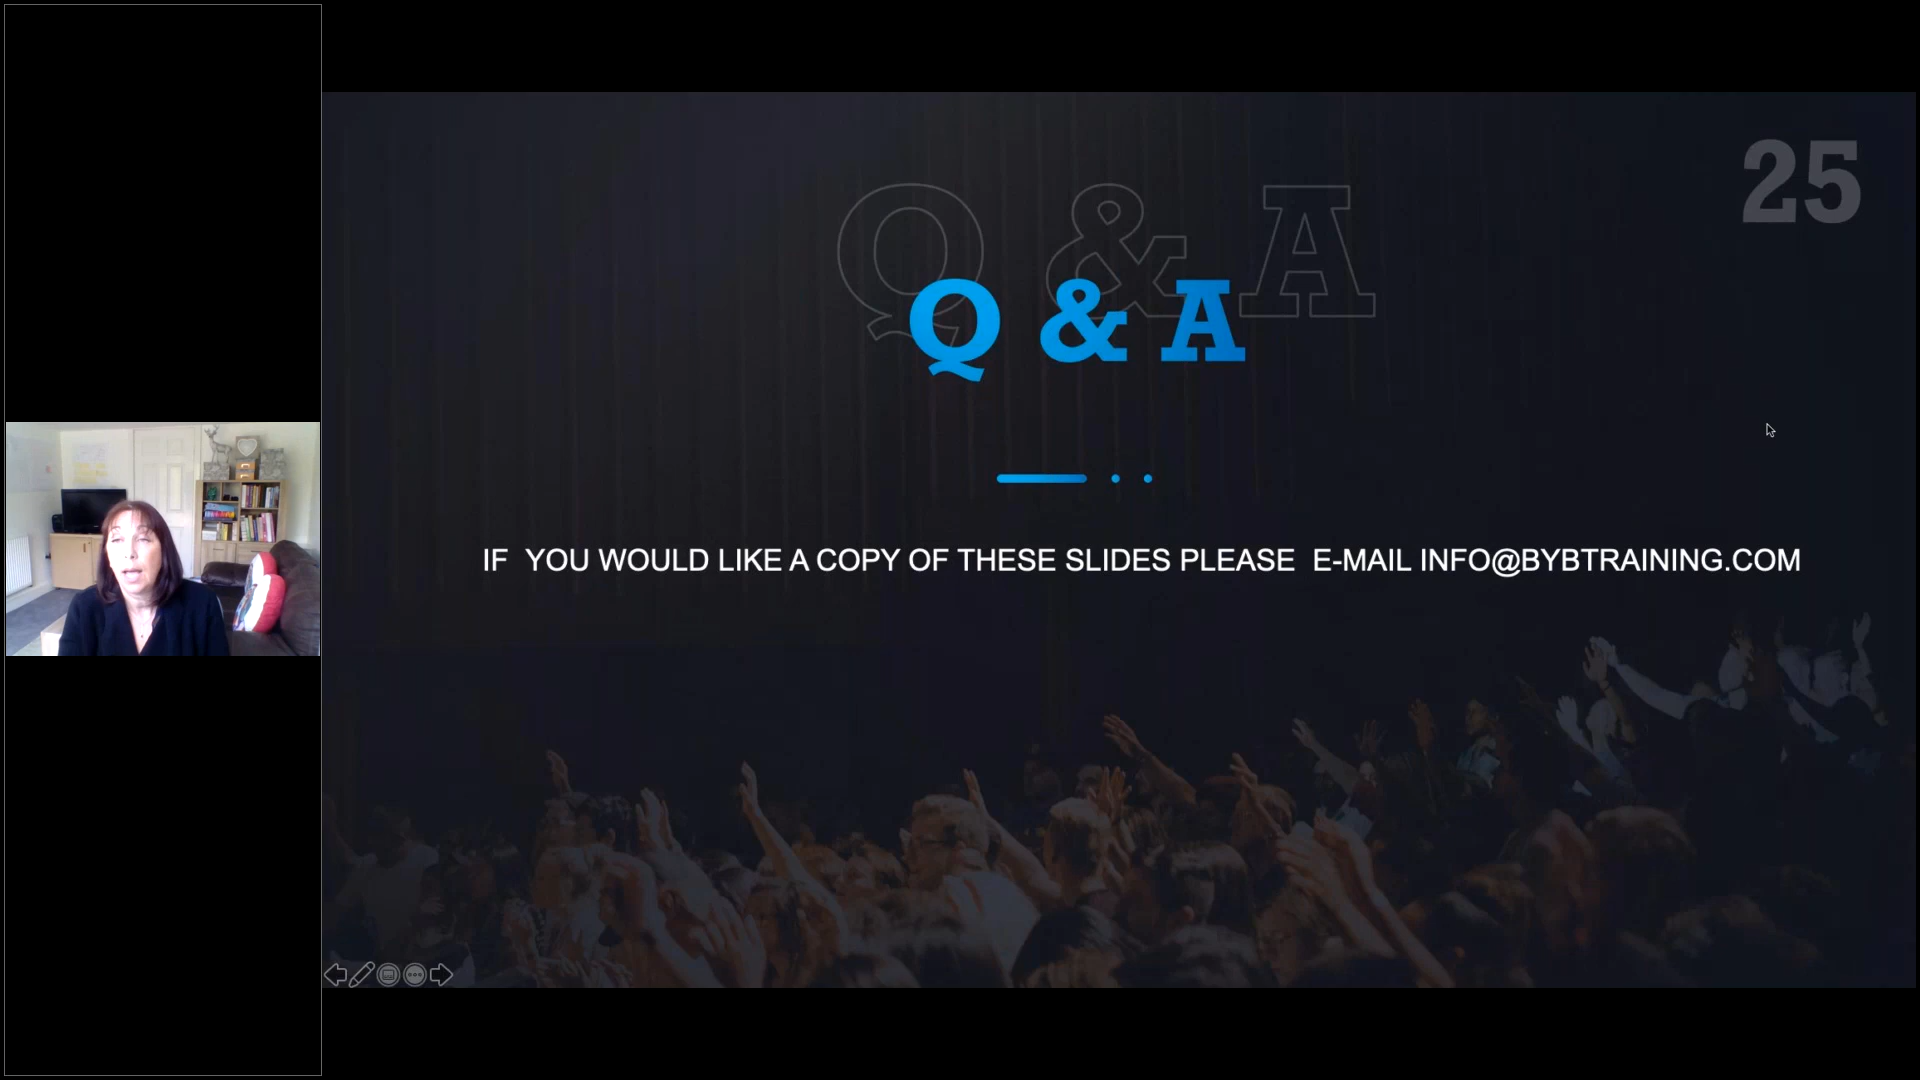 25
Q & A
Q & A
IF YOU WOULD LIKE A COPY OF THESE SLIDES PLEASE E-MAIL INFO@BYBTRAINING.COM